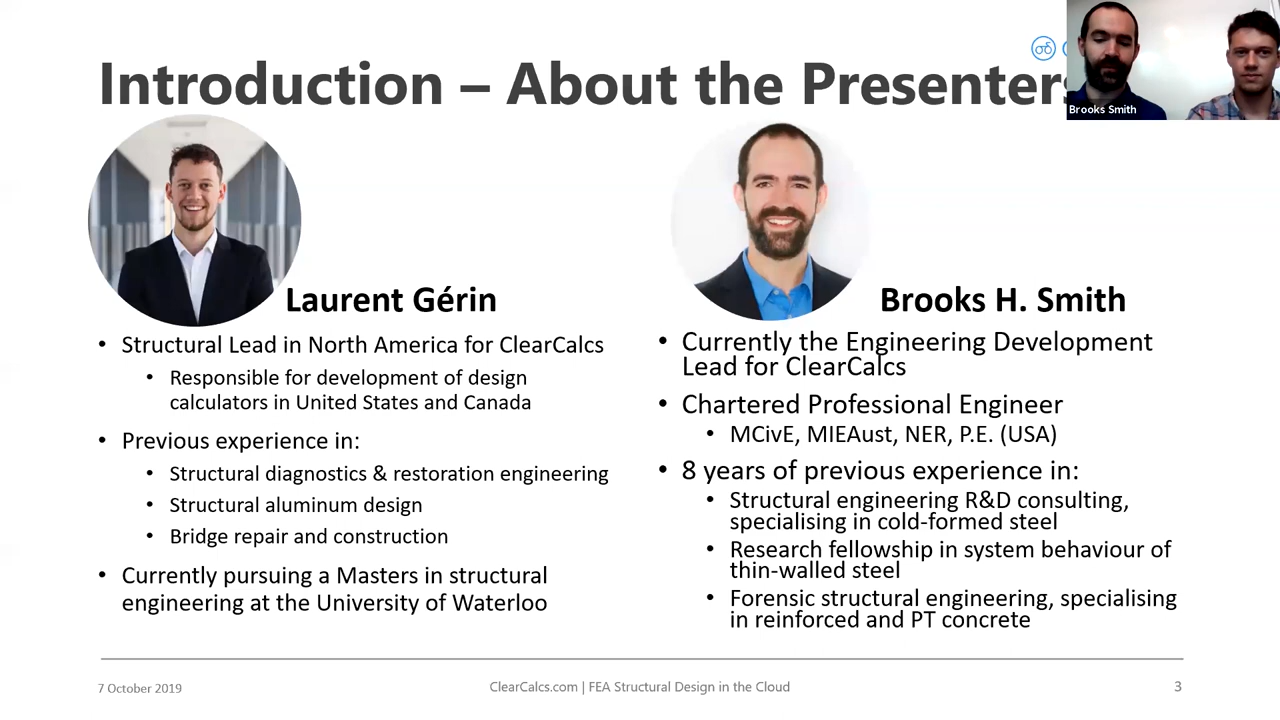 Introduction – About the Presenters
Brooks Smith
Laurent Gérin
• Structural Lead in North America for ClearCalcs
• Responsible for development of design
calculators in United States and Canada
• Previous experience in:
• Structural diagnostics & restoration engineering
• Structural aluminum design
• Bridge repair and construction
• Currently pursuing a Masters in structural
engineering at the University of Waterloo
Brooks H. Smith
• Currently the Engineering Development
Lead for ClearCalcs
• Chartered Professional Engineer
• MCivE, MIEAust, NER, P.E. (USA)
• 8 years of previous experience in:
• Structural engineering R&D consulting,
specialising in cold-formed steel
• Research fellowship in system behaviour of
thin-walled steel
• Forensic structural engineering, specialising
in reinforced and PT concrete
7 October 2019
ClearCalcs.com | FEA Structural Design in the Cloud
3